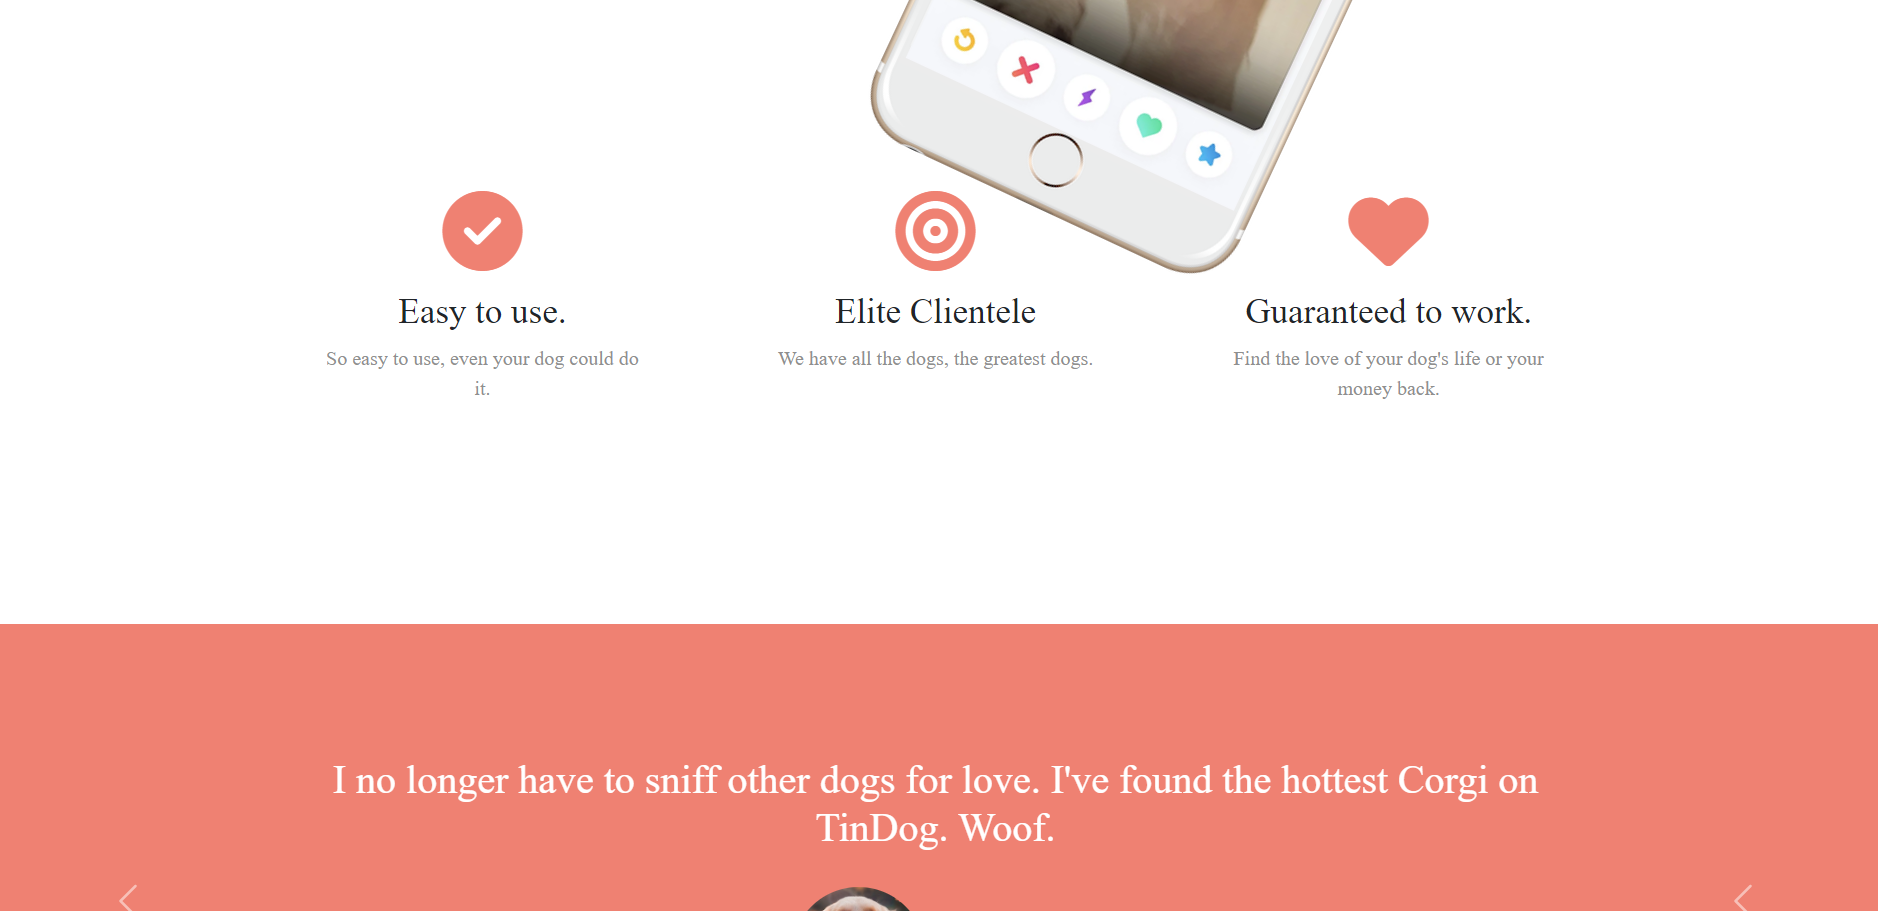 Easy to use.
So easy to use, even your dog could do
it.
Elite Clientele
We have all the dogs, the greatest dogs.
Guaranteed to work.
Find the love of your dog's life or your
money back.
I no longer have to sniff other dogs for love. I've found the hottest Corgi on
TinDog. Woof.